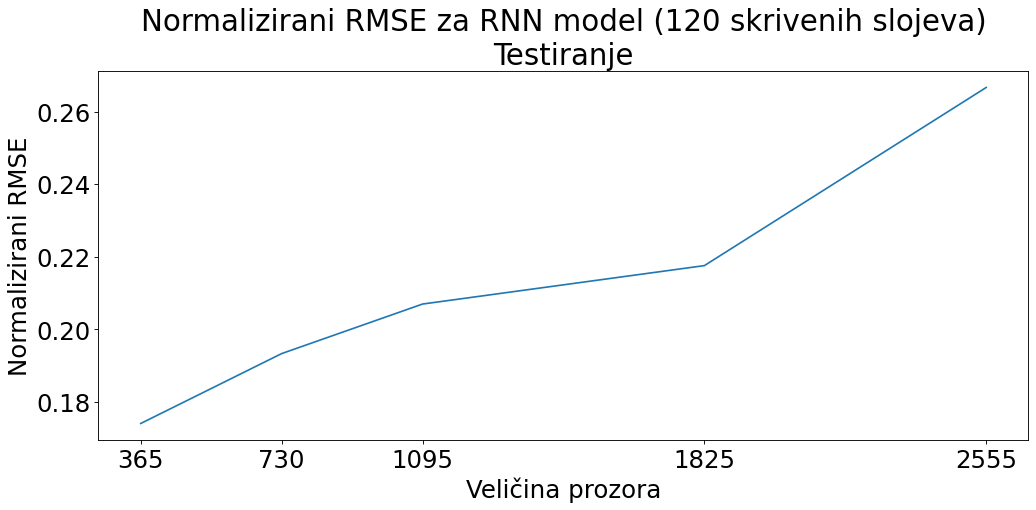 Normalizirani RMSE za RNN model (120 skrivenih slojeva)
Testiranje
Normalizirani RMSE
0.26
0.24
0.22
0.20
0.18
365 730 1095 1825 2555
Veličina prozora